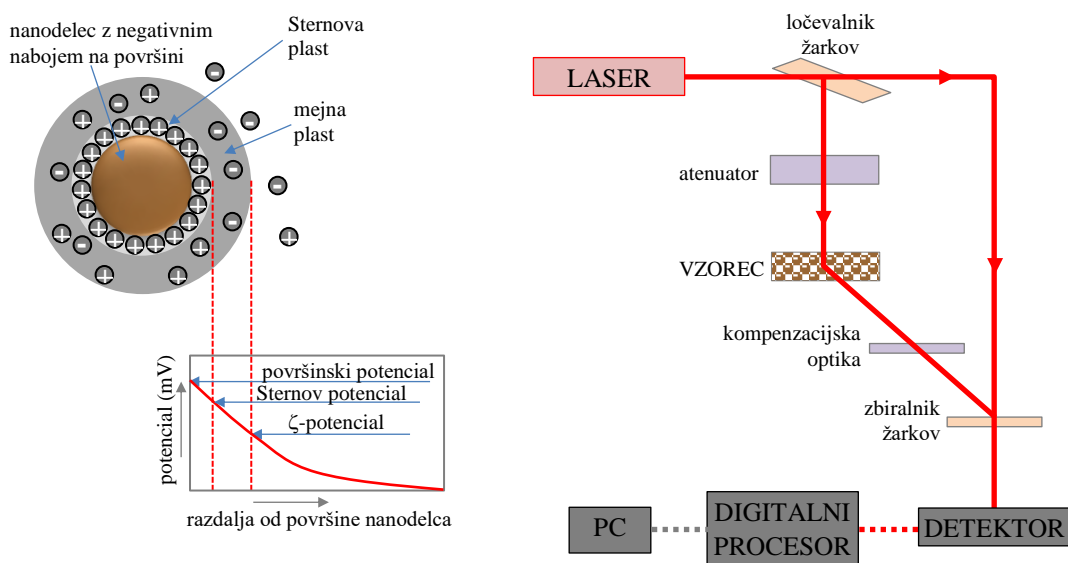 nanodelec z negativnim
nabojem na površini
Sternova
plast
mejna
plast
potencial (mV)
površinski potencial
Sternov potencial
ζ-potencial
razdalja od površine nanodelca
ločevalnik
žarkov
LASER
atenuator
VZOREC
kompenzacijska
optika
zbiralnik
žarkov
PC
DIGITALNI
PROCESOR
DETEKTOR